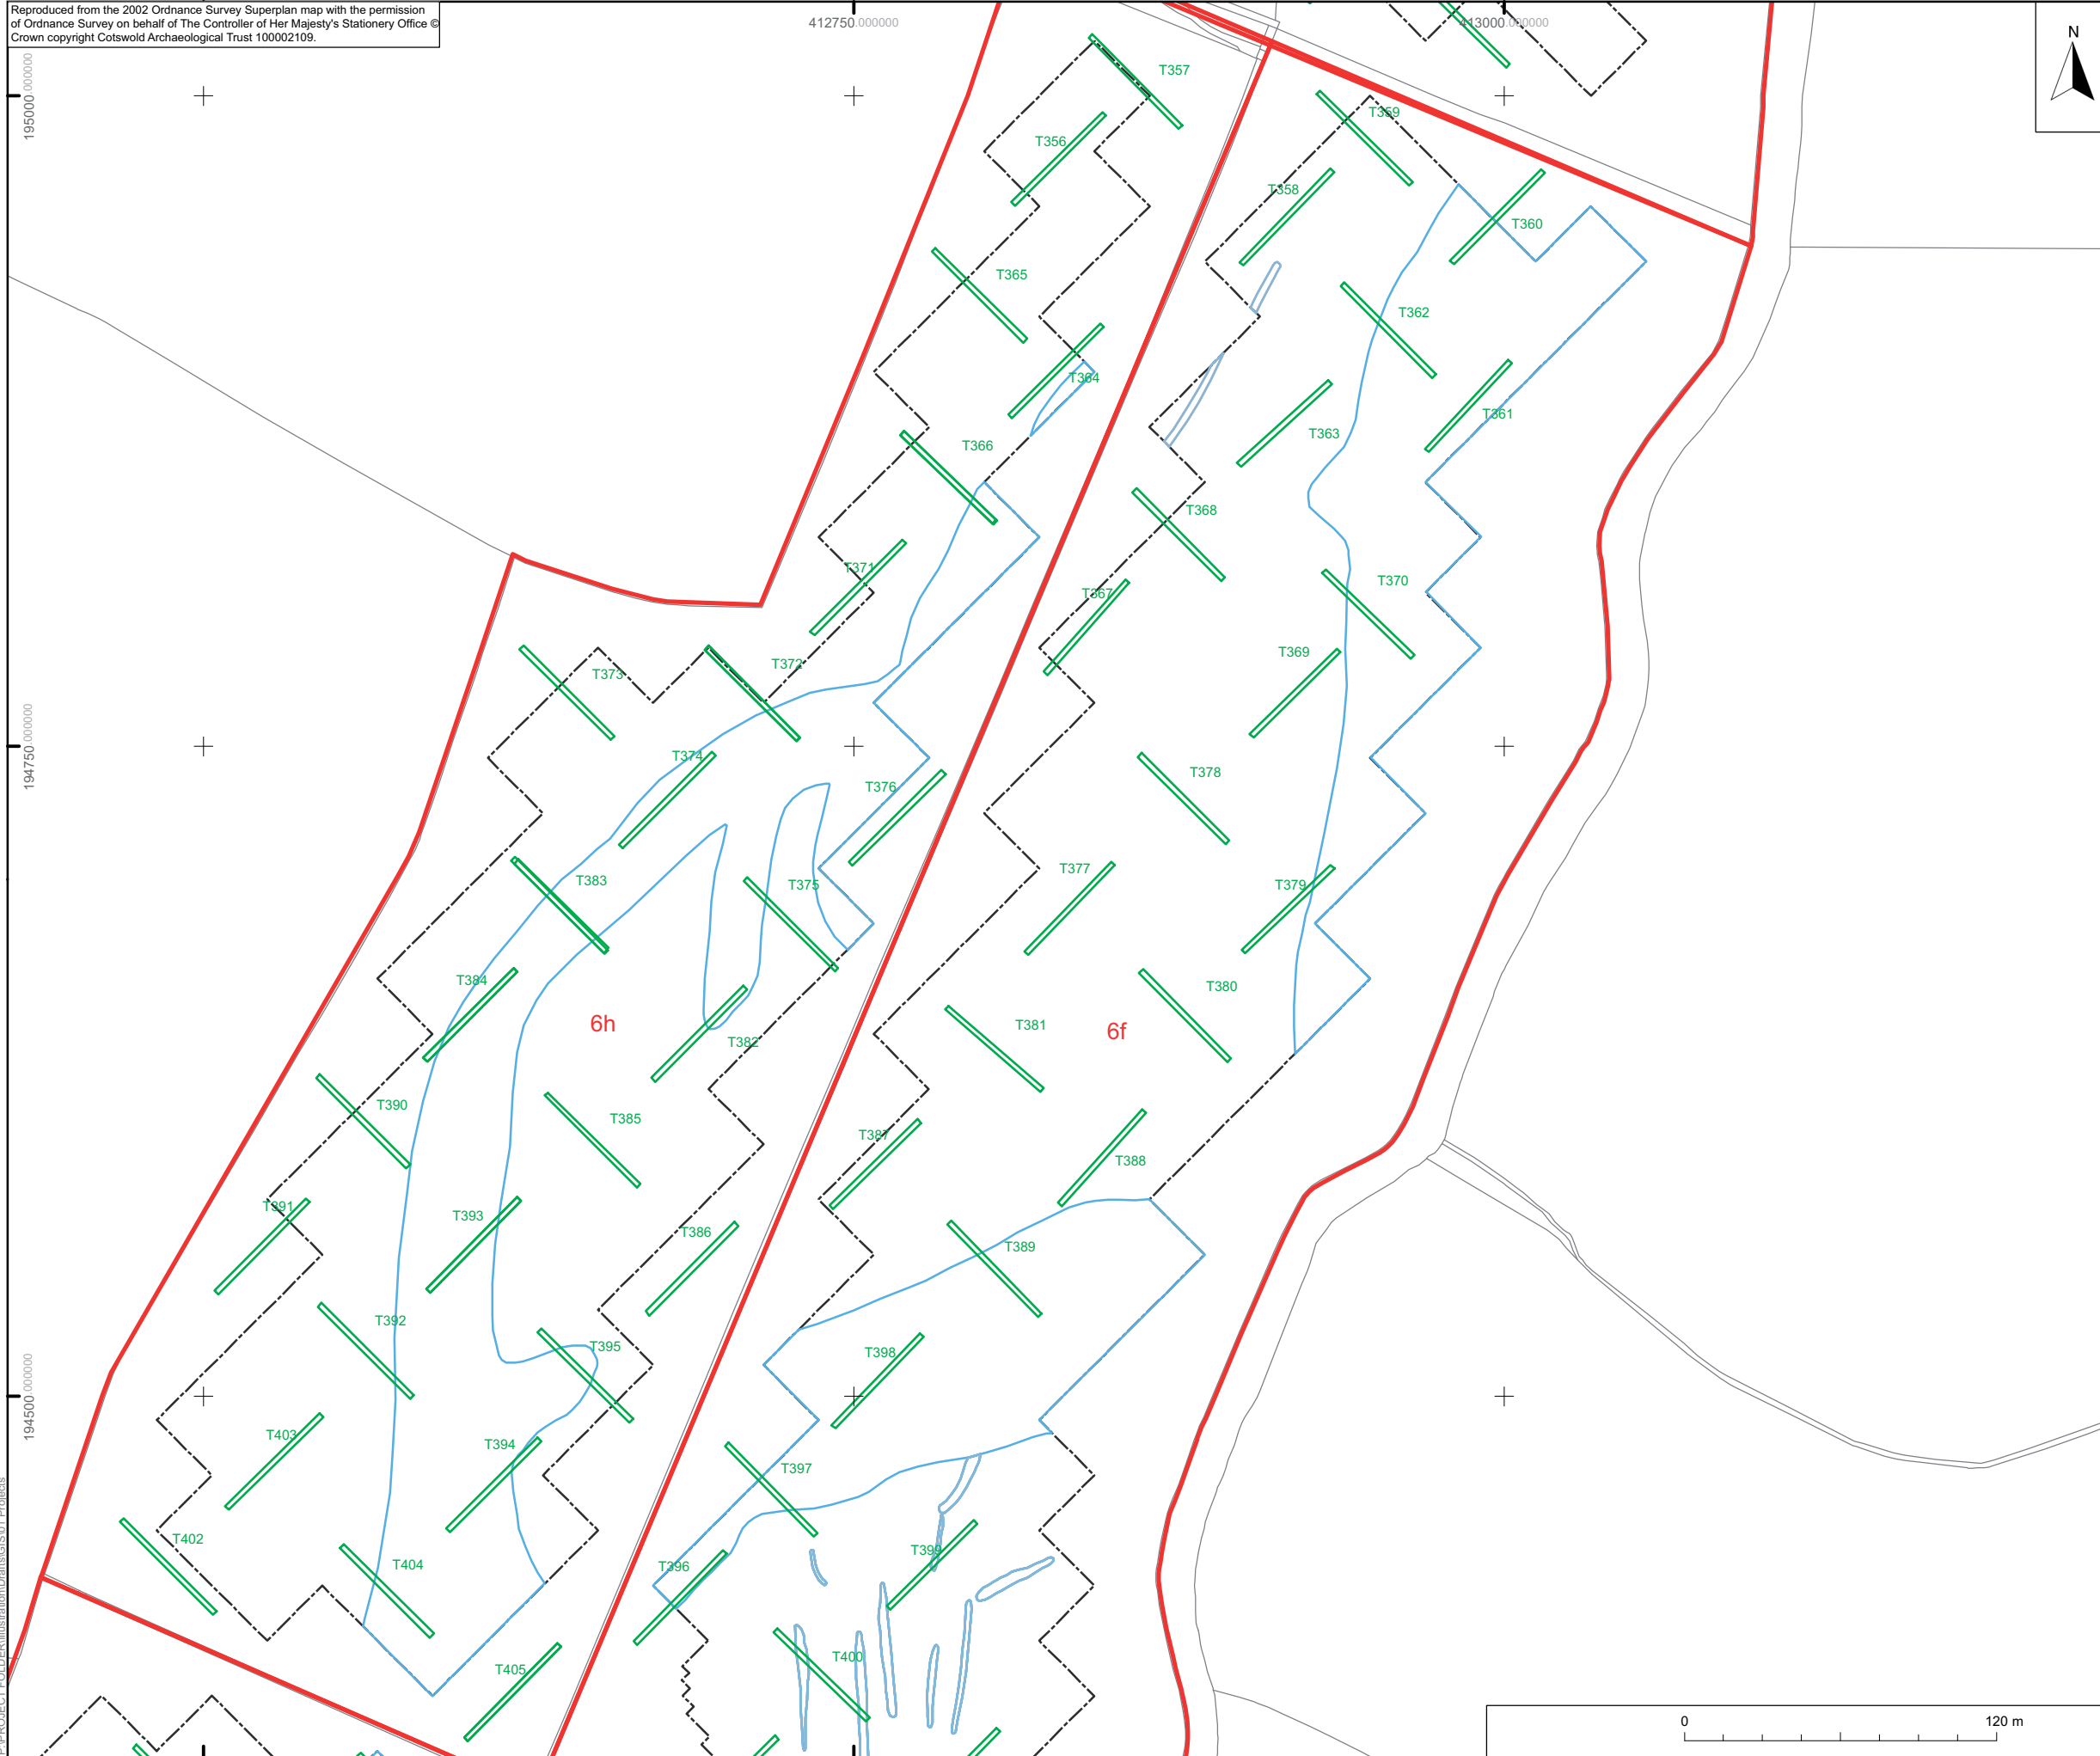 Reproduced from the 2002 Ordnance Survey Superplan map with the permission
of Ordnance Survey on behalf of The Controller of Her Majesty's Stationery Office ©
Crown copyright Cotswold Archaeological Trust 100002109.
412750.000000
413000.000000
N
195000.000000
T357
T359
T356
T358
T360
T365
T362
T364
T361
T363
T366
T368
T371
T370
T367
T369
T372
T373
194750.000000
T374
T378
T376
T383
T375
T377
T379
T384
T380
6h
6f
T381
T382
T390
T385
T387
T388
T391
T393
T386
T389
T392
T395
T398
194500.000000
T403
T394
T397
T402
T404
T396
T399
T400
T405
0
120 m